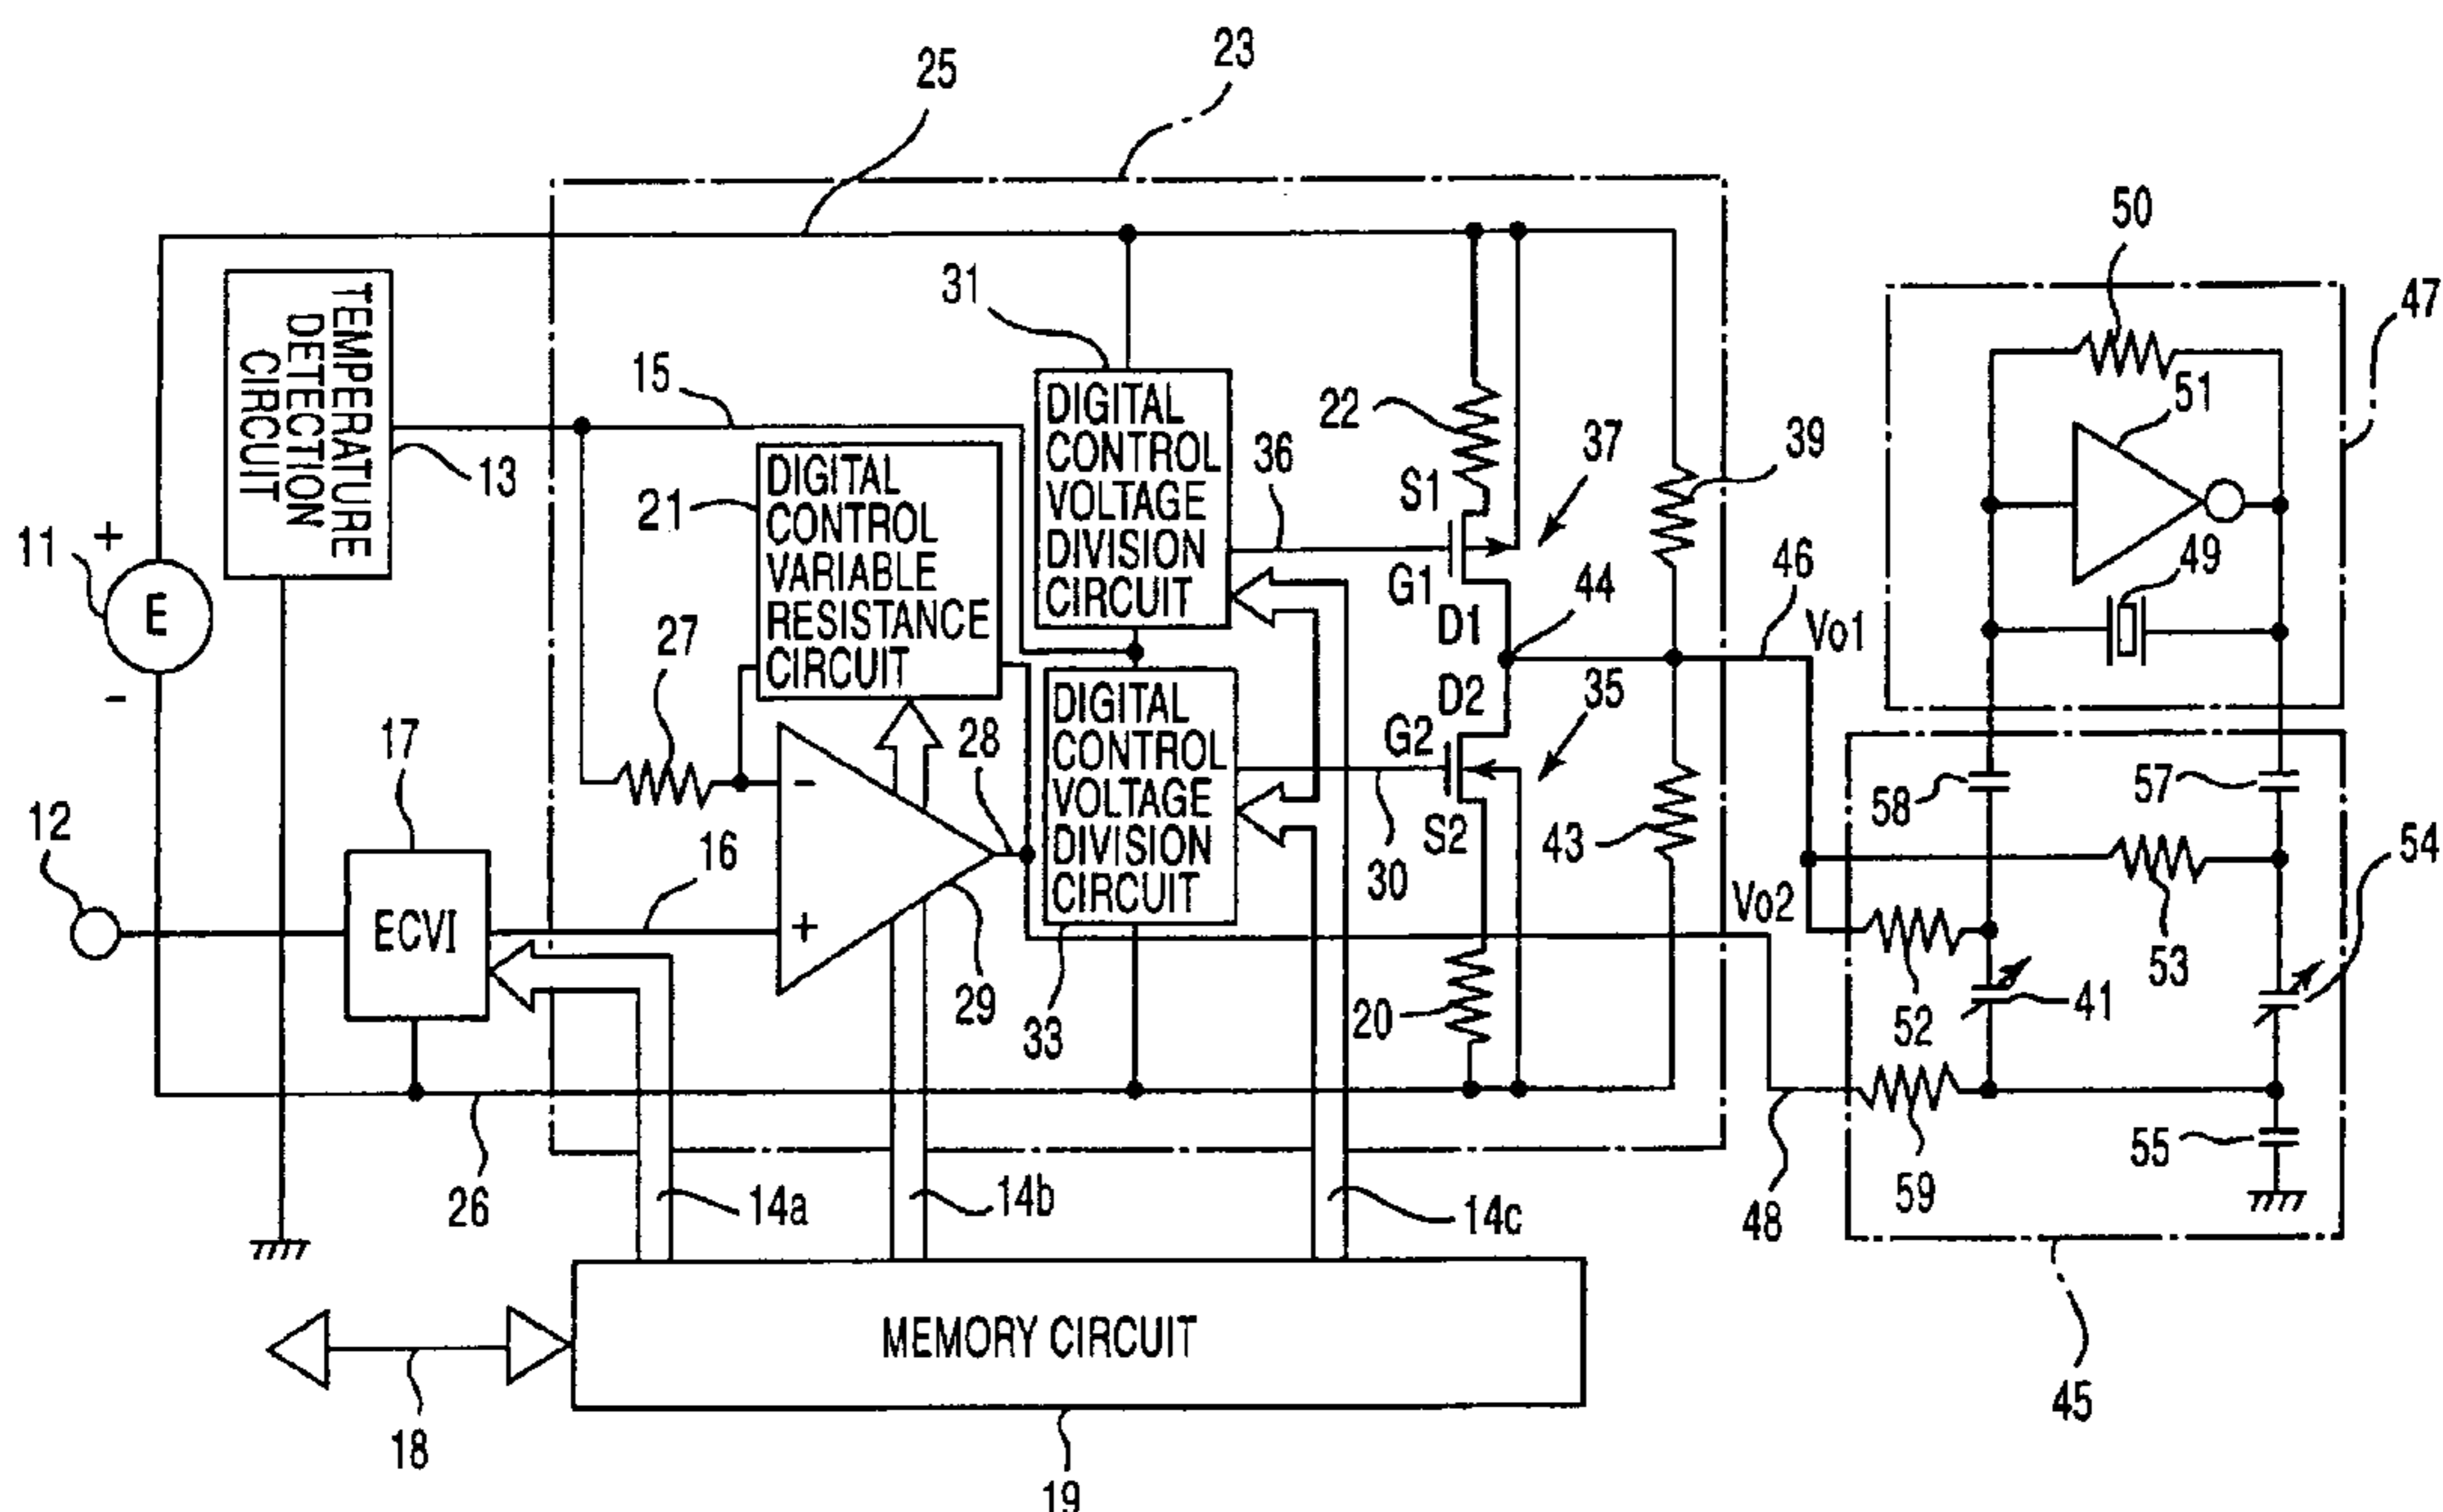 23
25
50
47
31
TEMPERATURE
DETECTION
CIRCUIT
15
DIGITAL
CONTROL
VOLTAGE
DIVISION
CIRCUIT
22
51
36
37
39
13
21
DIGITAL
CONTROL
VARIABLE
RESISTANCE
CIRCUIT
S1
G1
D1
44
46
49
11
+
E
-
27
Vo1
D2
35
DIGITAL
CONTROL
VOLTAGE
DIVISION
CIRCUIT
G2
17
28
-
58
57
12
S2
43
54
16
30
Vo2
ECVI
+
53
29
33
20
52
41
26
14a
14b
14c
48
59
55
MEMORY CIRCUIT
45
18
19